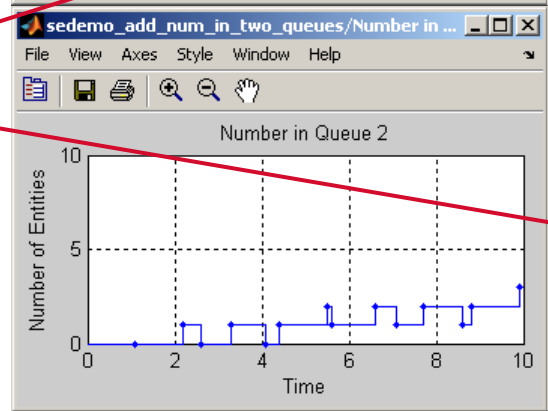 sedemo_add_num_in_two_queues/Number in ...
File View Axes Style Window Help
Number in Queue 2
Number of Entities
10
5
0
0 2 4 6 8 10
Time